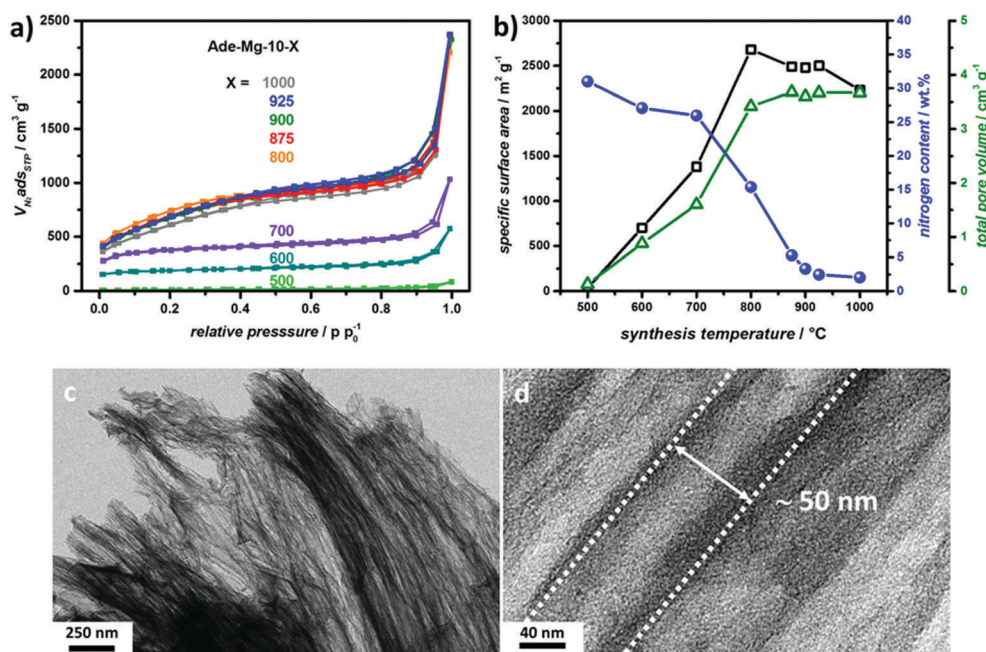 a)
Ade-Mg-10-X
X = 1000
925
900
875
800
700
600
500
2500
2000
1500
1000
500
0
V_N₂ ads_STP / cm³ g⁻¹
0.0 0.2 0.4 0.6 0.8 1.0
relative presssure / p p₀⁻¹
b)
3000
2500
2000
1500
1000
500
0
specific surface area / m² g⁻¹
40
35
30
25
20
15
10
5
0
nitrogen content / wt.%
5
4
3
2
1
0
total pore volume / cm³ g⁻¹
500 600 700 800 900 1000
synthesis temperature / °C
c
250 nm
d
~ 50 nm
40 nm